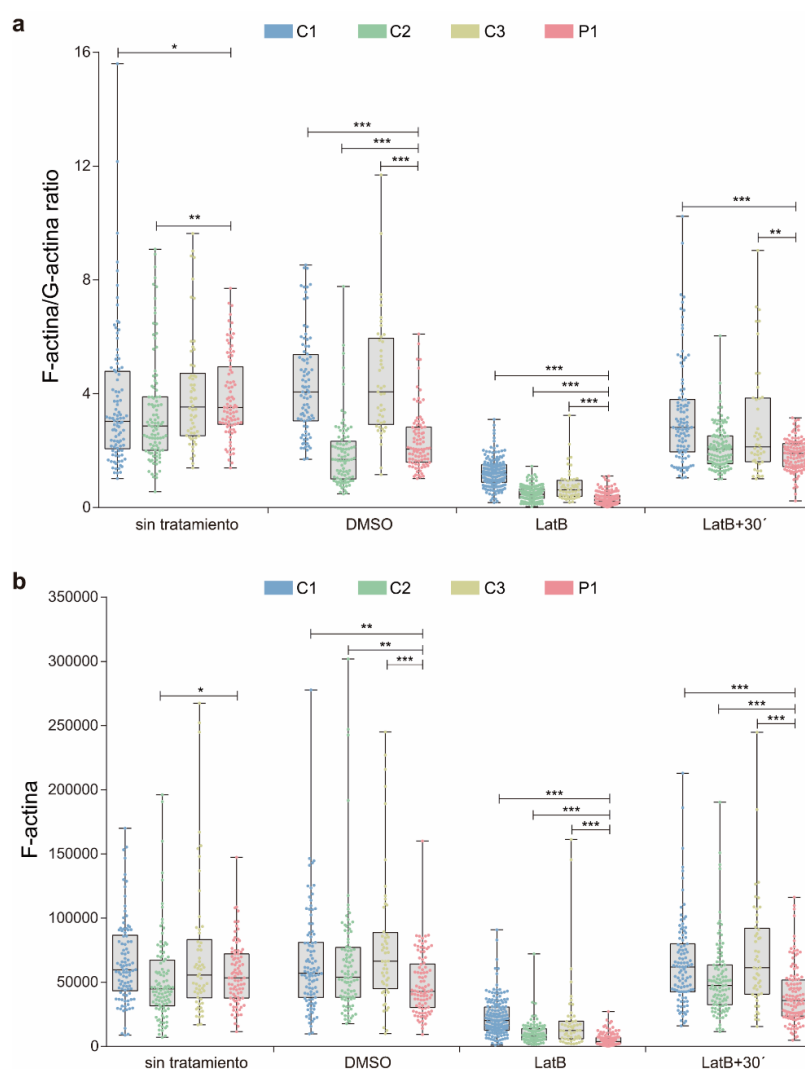 a
C1 C2 C3 P1
F-actina/G-actina ratio
16
12
8
4
0
* ** *** *** *** *** *** *** *** **
sin tratamiento DMSO LatB LatB+30´
b
C1 C2 C3 P1
F-actina
350000
300000
250000
200000
150000
100000
50000
0
* ** ** *** *** *** *** *** *** ***
sin tratamiento DMSO LatB LatB+30´